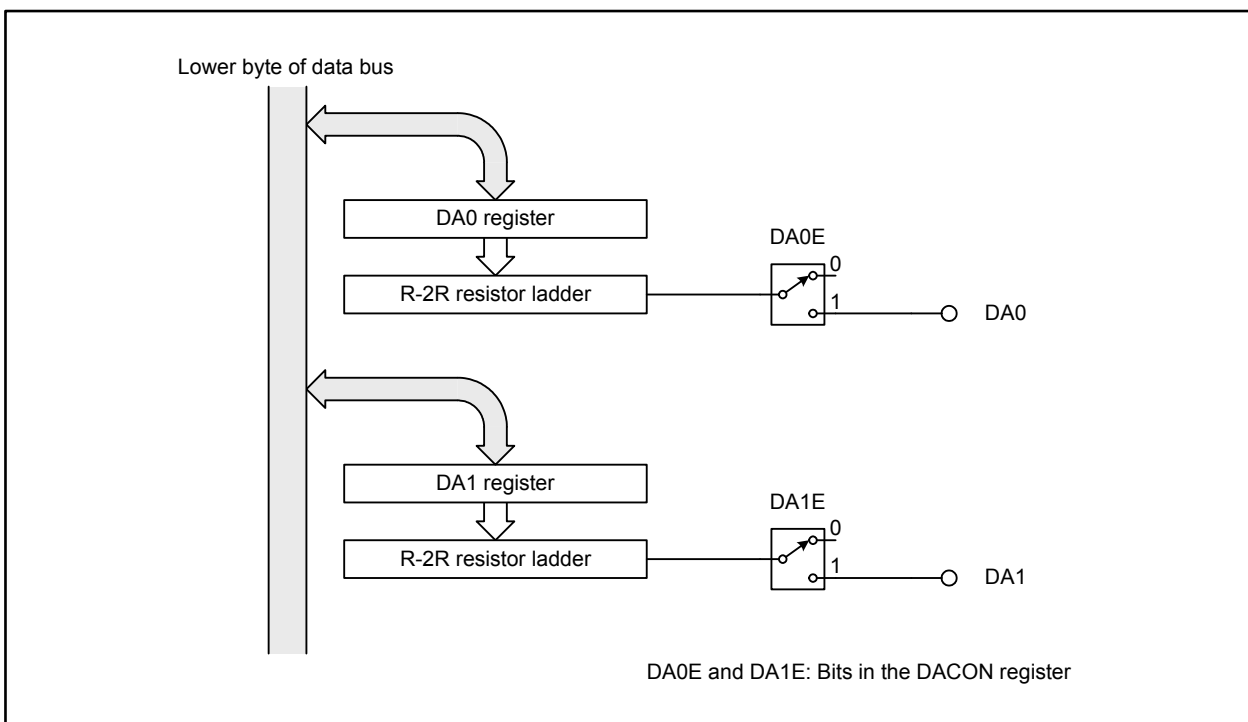 Lower byte of data bus
DA0 register
DA0E
0
R-2R resistor ladder
1
DA0
DA1 register
DA1E
0
R-2R resistor ladder
1
DA1
DA0E and DA1E: Bits in the DACON register